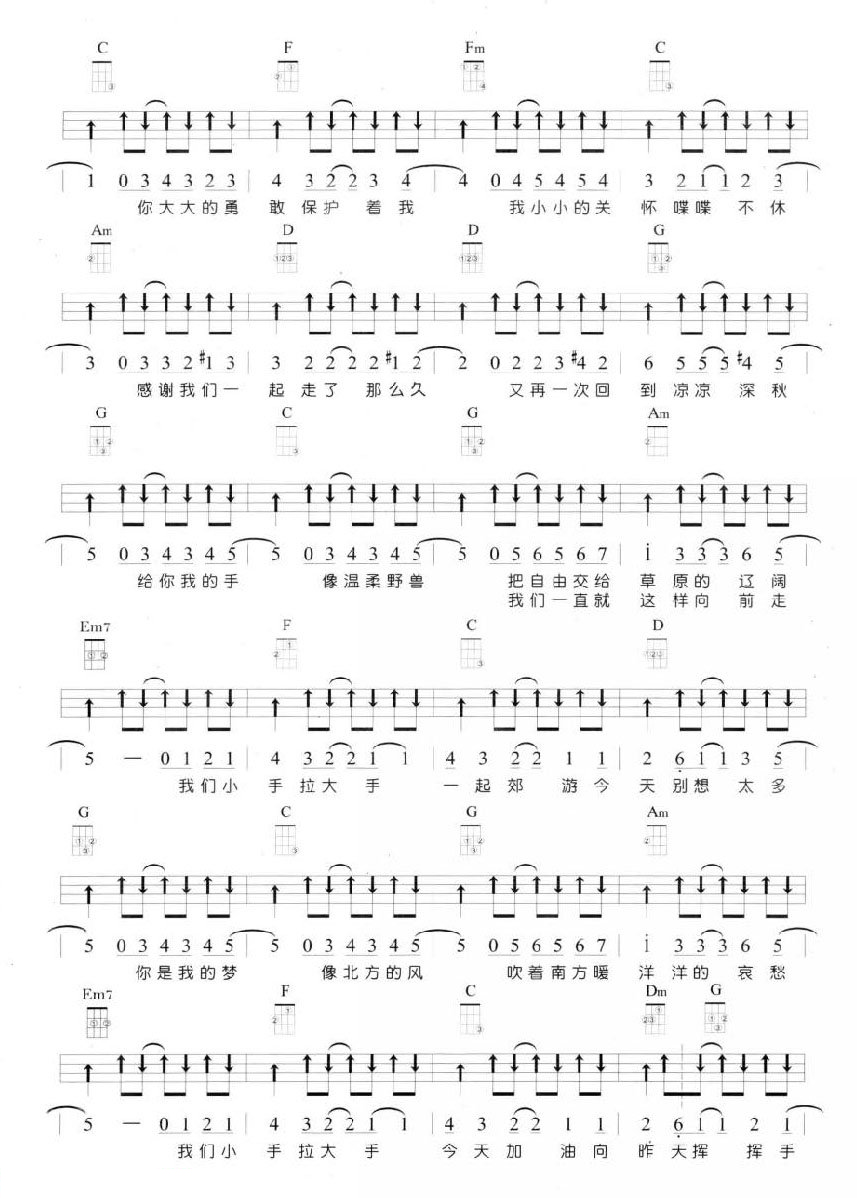 C F Fm C
1 0 3 4 3 2 3 4 3 2 2 3 4 4 0 4 5 4 5 4 3 2 1 1 2 3
你大大的勇 敢保护 着我 我小小的关 怀喋喋 不休
Am D D G
3 0 3 3 2 #1 3 3 2 2 2 2 #1 2 2 0 2 2 3 #4 2 6 5 5 5 #4 5
感谢我们一 起走了 那么久 又再一次回 到凉凉 深秋
G C G Am
5 0 3 4 3 4 5 5 0 3 4 3 4 5 5 0 5 6 5 6 7 i 3 3 3 6 5
给你我的手 像温柔野兽 把自由交给 草原的 辽阔
我们一直就 这样向 前走
Em7 F C D
5 — 0 1 2 1 4 3 2 2 1 1 1 4 3 2 2 1 1 2 6 1 1 3 5
我们小 手拉大 手 一起郊 游今 天别想 太多
G C G Am
5 0 3 4 3 4 5 5 0 3 4 3 4 5 5 0 5 6 5 6 7 i 3 3 3 6 5
你是我的梦 像北方的风 吹着南方暖 洋洋的 哀愁
Em7 F C Dm G
5 — 0 1 2 1 4 3 2 2 1 1 1 4 3 2 2 1 1 2 6 1 1 2 1
我们小 手拉大 手 今天加 油向 昨天挥 挥手